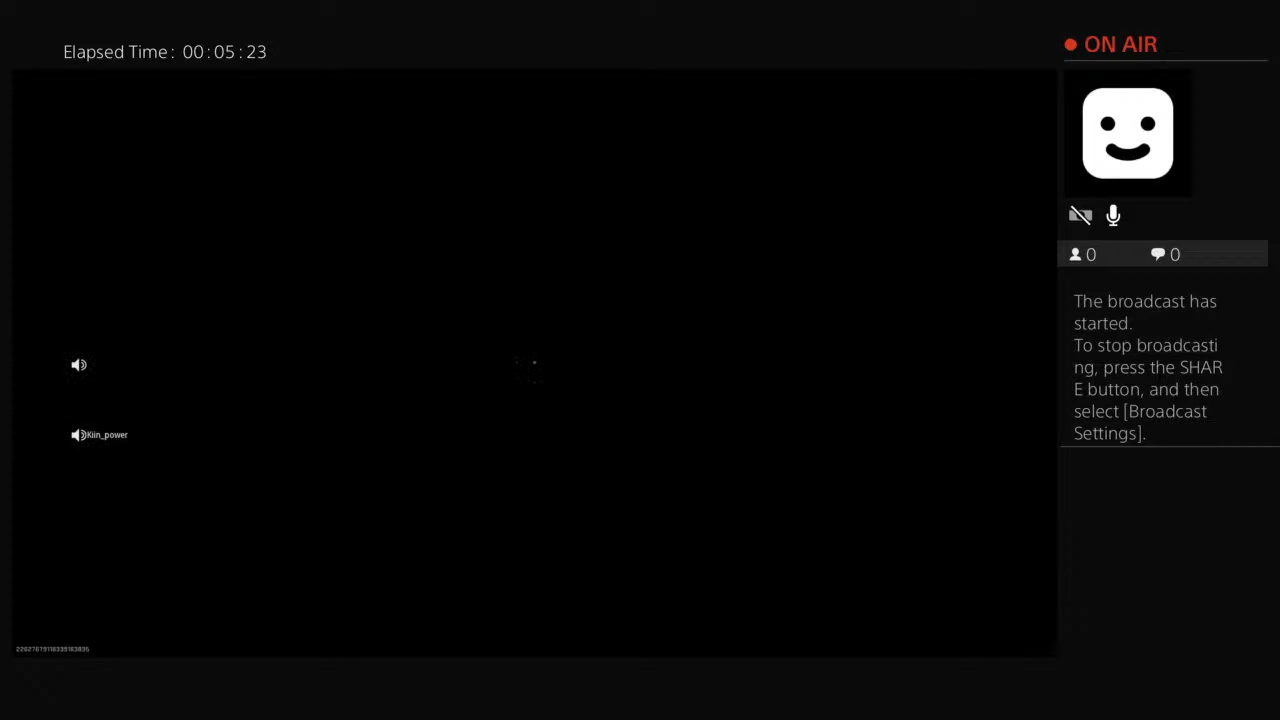 Elapsed Time: 00:05:23
ON AIR
0 0
The broadcast has
started.
To stop broadcasti
ng, press the SHAR
E button, and then
select [Broadcast
Settings].
Kiin_power